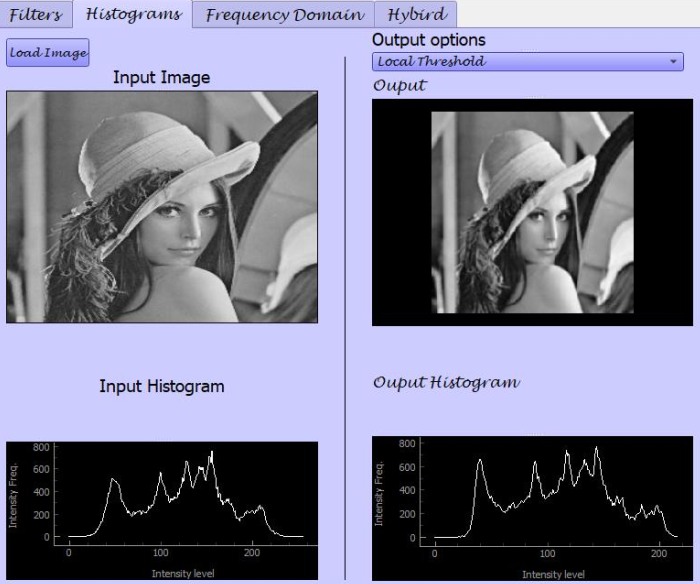 Filters Histograms Frequency Domain Hybird
Load Image
Input Image
Output options
Local Threshold
Ouput
Input Histogram
800
600
400
200
0
Intensity Freq.
0 100 200
Intensity level
Ouput Histogram
800
600
400
200
0
Intensity Freq.
0 100 200
Intensity level